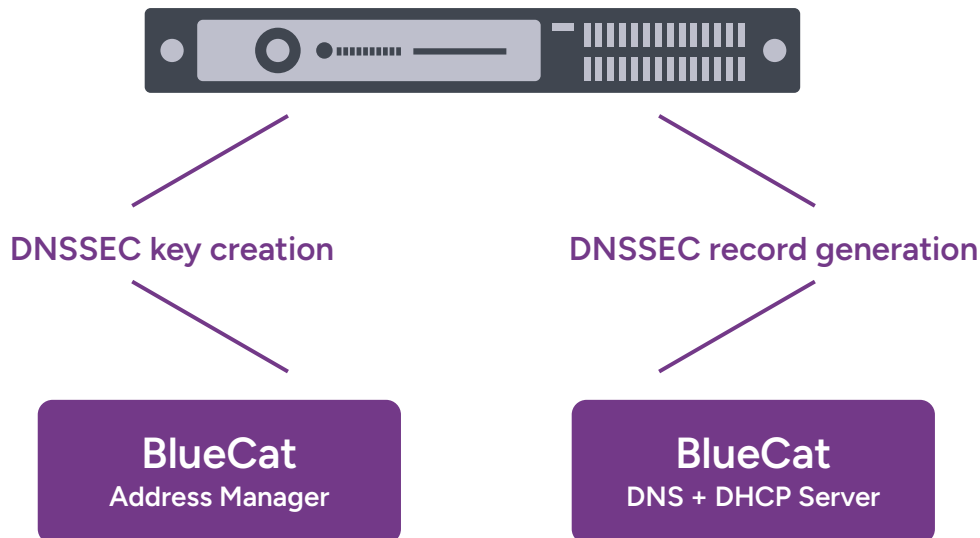 DNSSEC key creation
DNSSEC record generation
BlueCat
Address Manager
BlueCat
DNS + DHCP Server